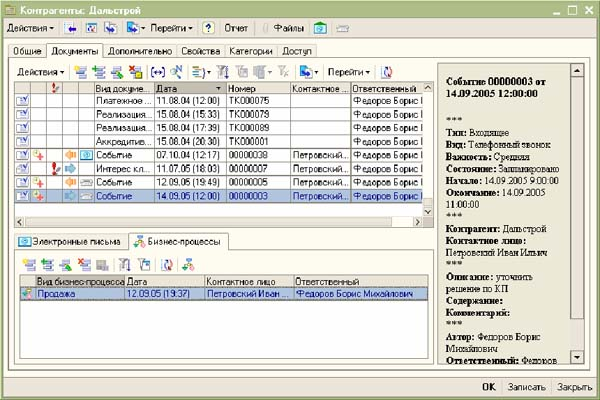 Контрагенты: Дальстрой
Действия Перейти ? Отчет Файлы
Общие Документы Дополнительно Свойства Категории Доступ
Действия Перейти
Вид докуме... Дата Номер Контактное ... Ответственный
Платежное ... 11.08.04 (12:00) ТК000075 Федоров Борис
Реализация... 15.08.04 (15:33) ТК000079 Федоров Борис
Реализация... 15.08.04 (17:39) ТК000089 Федоров Борис
Аккредитив... 15.08.04 (20:30) ТК000001 Федоров Борис
Событие 07.10.04 (12:17) 00000038 Петровский... Федоров Борис
Интерес кл... 11.07.05 (18:03) 00000007 Петровский... Федоров Борис
Событие 12.09.05 (19:49) 00000005 Петровский... Федоров Борис
Событие 14.09.05 (12:00) 00000003 Петровский... Федоров Борис
Электронные письма Бизнес-процессы
Вид бизнес-процесса Дата Контактное лицо Ответственный
Продажа 12.09.05 (19:37) Петровский Иван ... Федоров Борис Михайлович
Событие 00000003 от
14.09.2005 12:00:00
***
Тип: Входящее
Вид: Телефонный звонок
Важность: Средняя
Состояние: Запланировано
Начало: 14.09.2005 9:00:00
Окончание: 14.09.2005
11:00:00
***
Контрагент: Дальстрой
Контактное лицо:
Петровский Иван Ильич
***
Описание: уточнить
решение по КП
Содержание:
Комментарий:
***
Автор: Федоров Борис
Михайлович
Ответственный: Федоров
OK Записать Закрыть